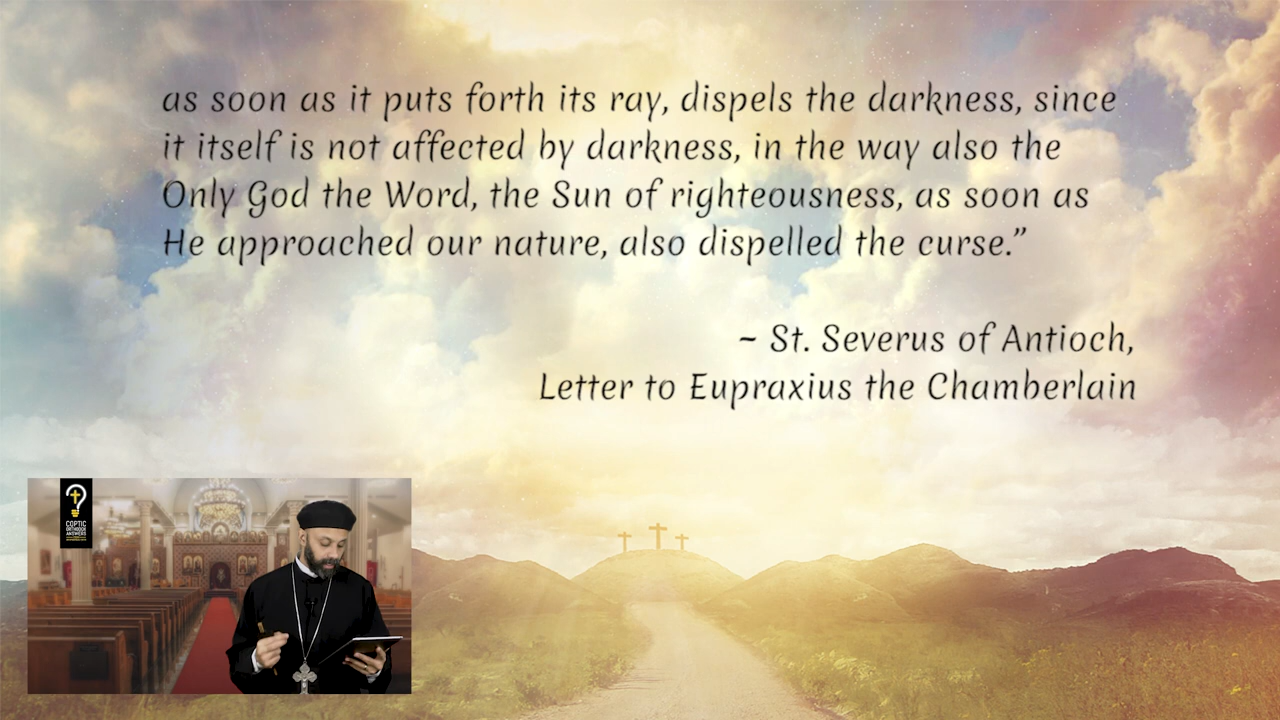 as soon as it puts forth its ray, dispels the darkness, since
it itself is not affected by darkness, in the way also the
Only God the Word, the Sun of righteousness, as soon as
He approached our nature, also dispelled the curse.”
~ St. Severus of Antioch,
Letter to Eupraxius the Chamberlain
COPTIC
ORTHODOX
ANSWERS